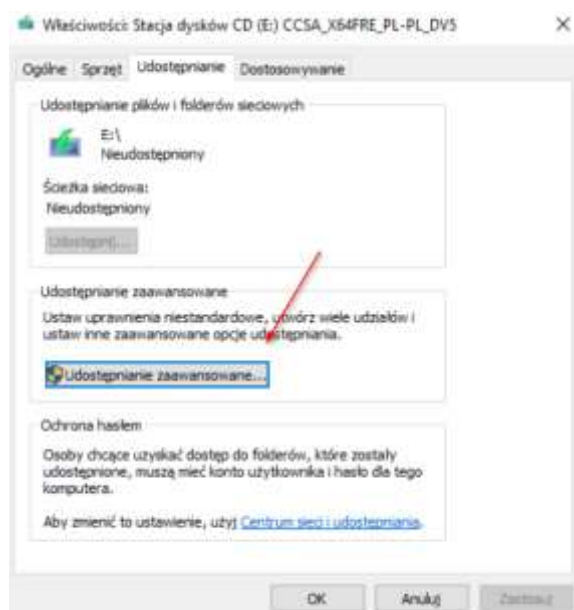 Właściwości: Stacja dysków CD (E:) CCSA_X64FRE_PL-PL_DV5
Ogólne Sprzęt Udostępnianie Dostosowywanie
Udostępnianie plików i folderów sieciowych
E:\
Nieudostępniony
Ścieżka sieciowa:
Nieudostępniony
Udostępnij...
Udostępnianie zaawansowane
Ustaw uprawnienia niestandardowe, utwórz wiele udziałów i
ustaw inne zaawansowane opcje udostępniania.
Udostępnianie zaawansowane...
Ochrona hasłem
Osoby chcące uzyskać dostęp do folderów, które zostały
udostępnione, muszą mieć konto użytkownika i hasło dla tego
komputera.
Aby zmienić to ustawienie, użyj Centrum sieci i udostępniania.
OK Anuluj Zastosuj